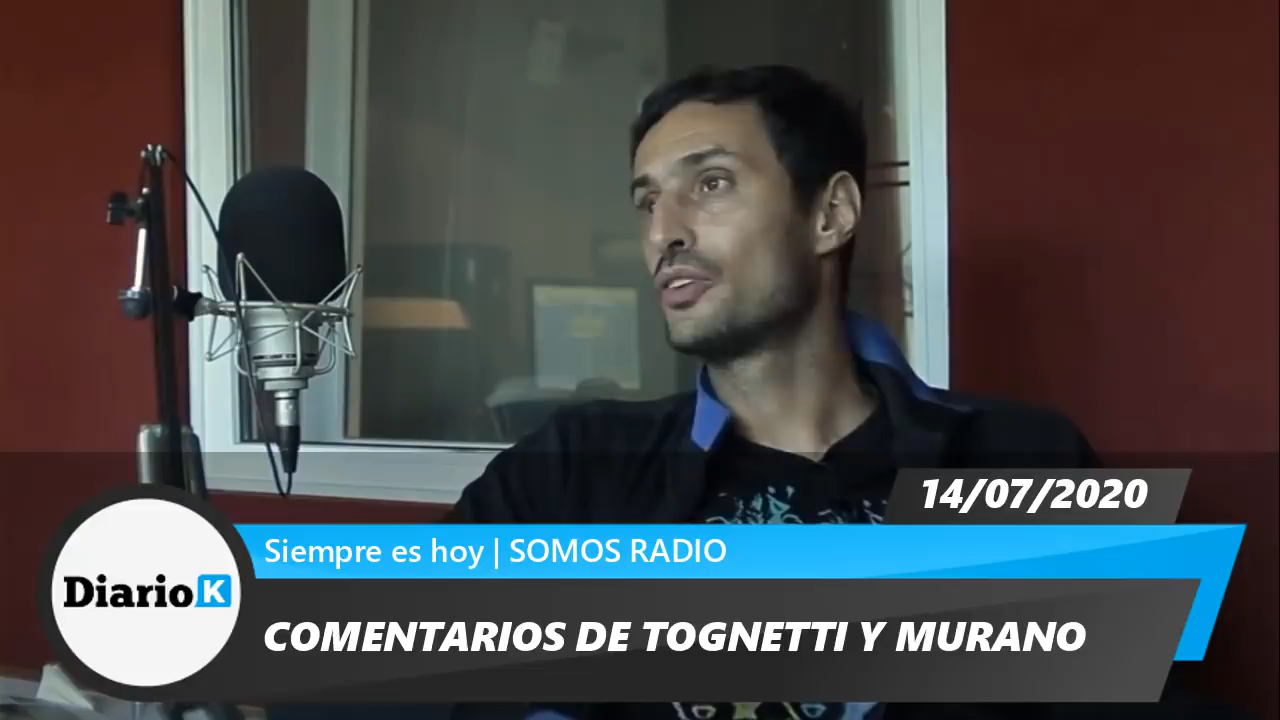 14/07/2020
Siempre es hoy | SOMOS RADIO
DiarioK
COMENTARIOS DE TOGNETTI Y MURANO